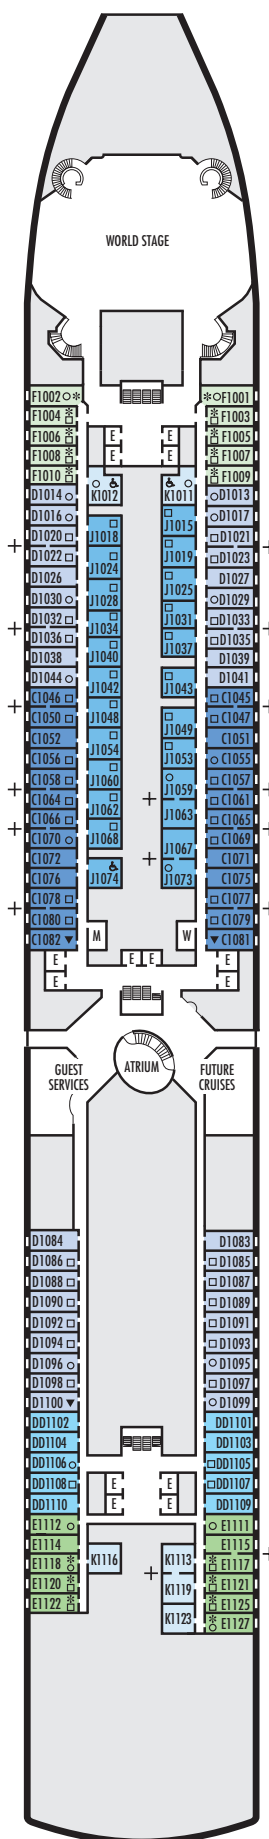 WORLD STAGE
F1002 F1001
F1004 F1003
F1006 E E F1005
F1008 E E F1007
F1010 F1009
K1012 K1011
D1014 D1013
D1016 J1015 D1017
D1020 J1018 D1021
D1022 J1019 D1023
D1026 J1024 J1025 D1027
D1030 J1028 D1029
D1032 J1034 J1031 D1033
D1036 J1037 D1035
D1038 J1040 D1039
D1044 J1042 J1043 D1041
C1046 C1045
C1050 J1048 J1049 C1047
C1052 J1054 J1053 C1051
C1056 C1055
C1058 J1060 J1059 C1057
C1064 J1062 J1063 C1061
C1066 C1065
C1070 J1068 C1069
C1072 J1067 C1071
C1076 J1074 J1073 C1075
C1078 C1077
C1080 C1079
C1082 M W C1081
E E E E
E E
GUEST
SERVICES
ATRIUM
FUTURE
CRUISES
D1084 D1083
D1086 D1085
D1088 D1087
D1090 D1089
D1092 D1091
D1094 D1093
D1096 D1095
D1098 D1097
D1100 D1099
DD1102 DD1101
DD1104 DD1103
DD1106 DD1105
DD1108 E E DD1107
DD1110 E E DD1109
E1112 E1111
E1114 E1115
E1118 K1116 K1113 E1117
E1120 K1119 E1121
E1122 E1125
K1123 E1127